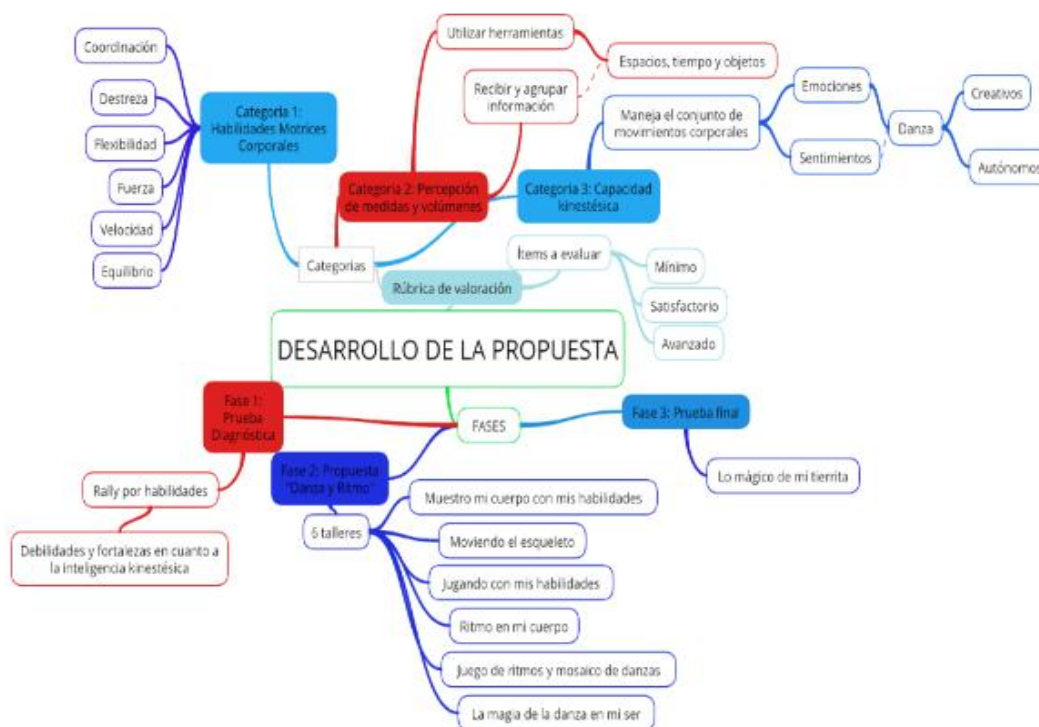 Coordinación
Destreza
Flexibilidad
Fuerza
Velocidad
Equilibrio
Categoría 1:
Habilidades Motrices
Corporales
Utilizar herramientas
Recibir y agrupar
información
Espacios, tiempo y objetos
Categoría 2: Percepción
de medidas y volúmenes
Categoría 3: Capacidad
kinestésica
Maneja el conjunto de
movimientos corporales
Emociones
Sentimientos
Danza
Creativos
Autónomos
Categorías
Rúbrica de valoración
Ítems a evaluar
Mínimo
Satisfactorio
Avanzado
DESARROLLO DE LA PROPUESTA
FASES
Fase 1:
Prueba
Diagnóstica
Rally por habilidades
Debilidades y fortalezas en cuanto a
la inteligencia kinestésica
Fase 2: Propuesta
"Danza y Ritmo"
6 talleres
Muestro mi cuerpo con mis habilidades
Moviendo el esqueleto
Jugando con mis habilidades
Ritmo en mi cuerpo
Juego de ritmos y mosaico de danzas
La magia de la danza en mi ser
Fase 3: Prueba final
Lo mágico de mi tierrita